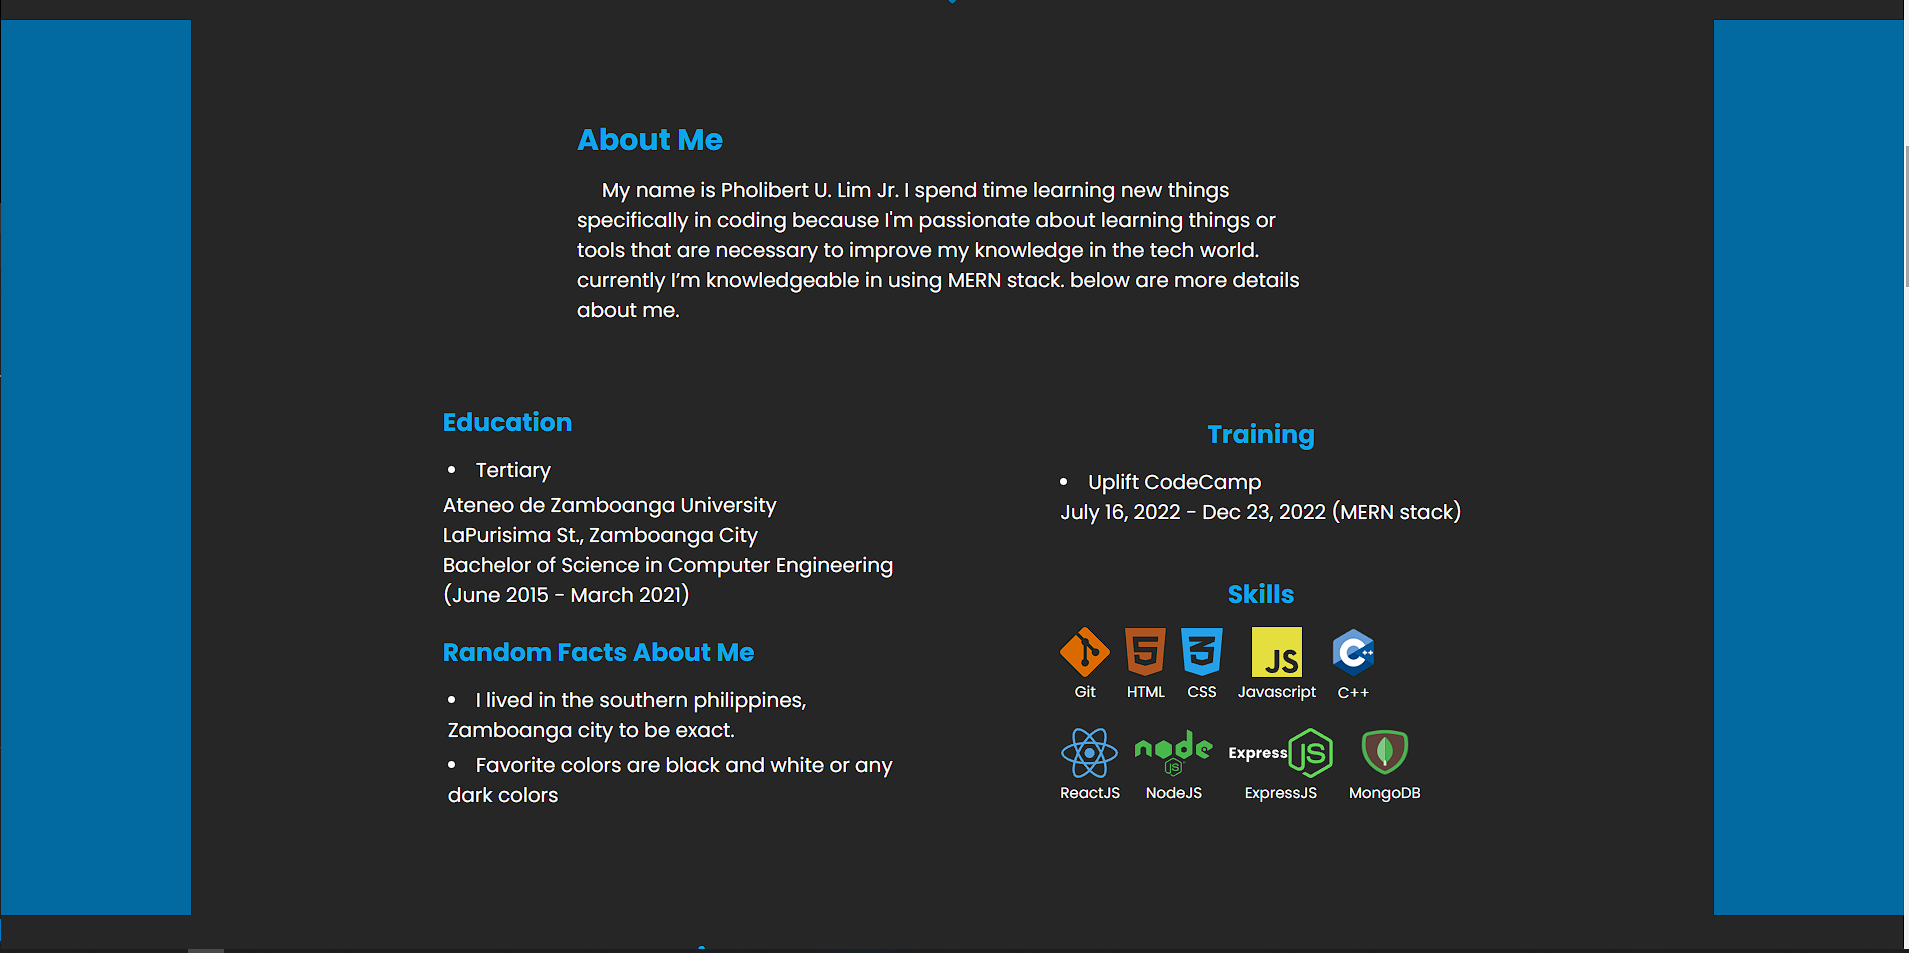 About Me
My name is Pholibert U. Lim Jr. I spend time learning new things
specifically in coding because I'm passionate about learning things or
tools that are necessary to improve my knowledge in the tech world.
currently I’m knowledgeable in using MERN stack. below are more details
about me.
Education
• Tertiary
Ateneo de Zamboanga University
LaPurisima St., Zamboanga City
Bachelor of Science in Computer Engineering
(June 2015 - March 2021)
Random Facts About Me
• I lived in the southern philippines,
Zamboanga city to be exact.
• Favorite colors are black and white or any
dark colors
Training
• Uplift CodeCamp
July 16, 2022 - Dec 23, 2022 (MERN stack)
Skills
5 3 JS C++
Git HTML CSS Javascript C++
node JS Express JS
ReactJS NodeJS ExpressJS MongoDB